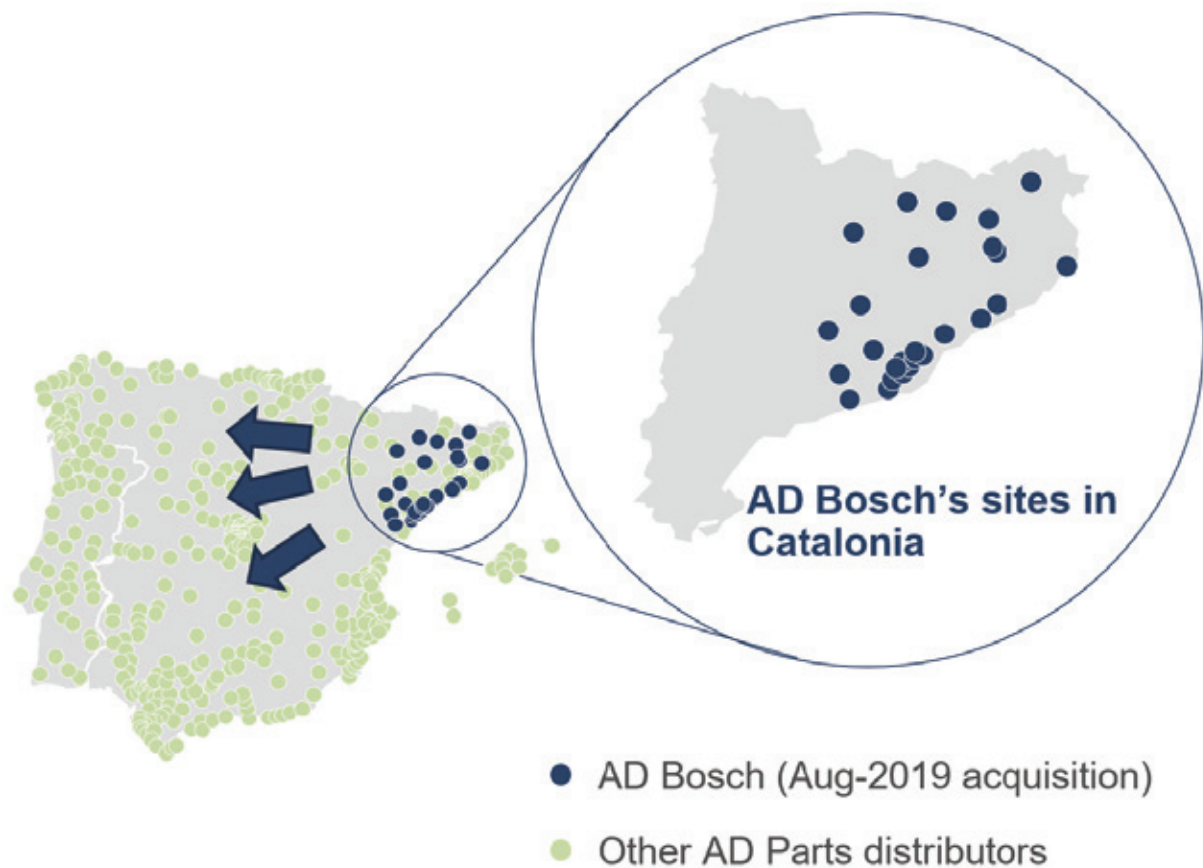 AD Bosch’s sites in
Catalonia
AD Bosch (Aug-2019 acquisition)
Other AD Parts distributors